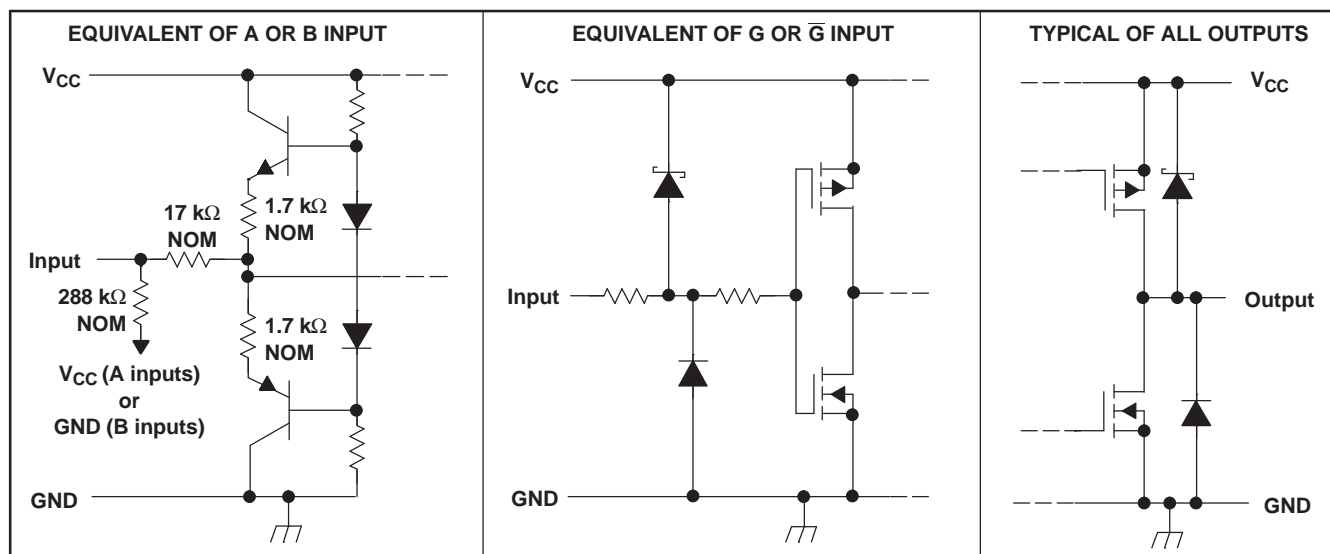 EQUIVALENT OF A OR B INPUT
VCC
17 kΩ
NOM
1.7 kΩ
NOM
Input
288 kΩ
NOM
1.7 kΩ
NOM
VCC (A inputs)
or
GND (B inputs)
GND
EQUIVALENT OF G OR G̅ INPUT
VCC
Input
GND
TYPICAL OF ALL OUTPUTS
VCC
Output
GND